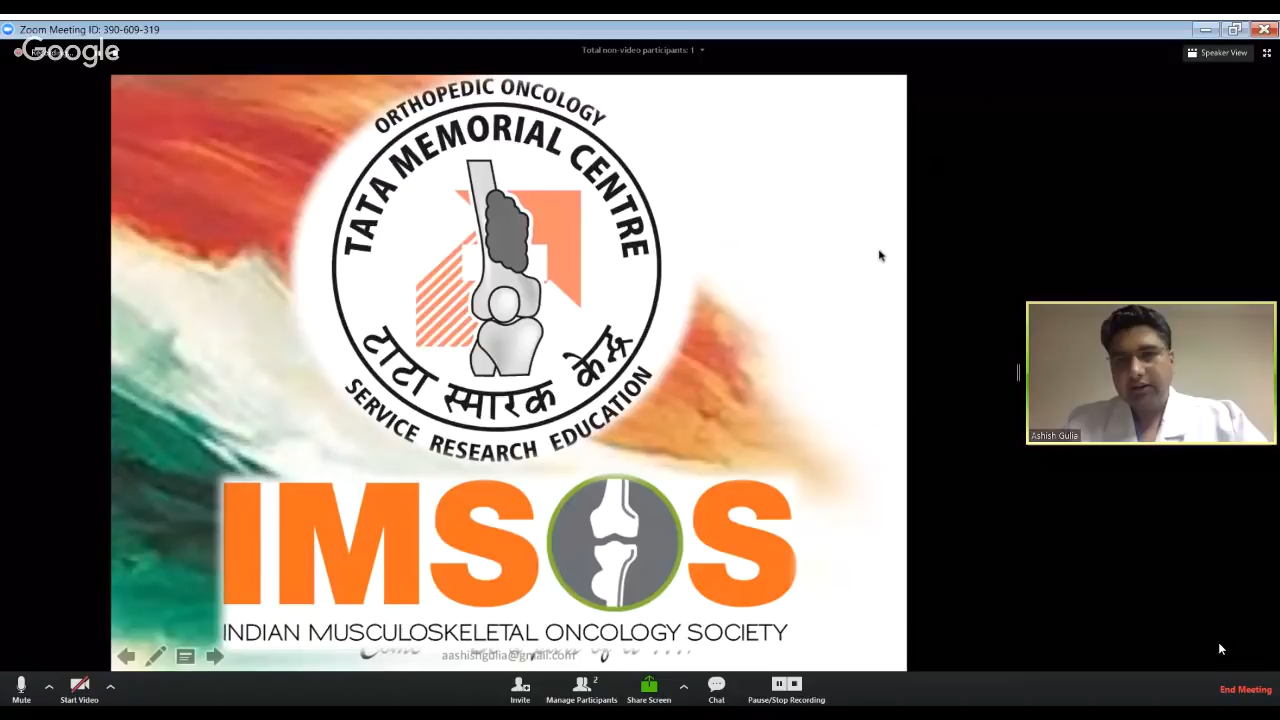 Zoom Meeting ID: 390-609-319
Google
Total non-video participants: 1
Speaker View
ORTHOPEDIC ONCOLOGY
TATA MEMORIAL CENTRE
टाटा स्मारक केंद्र
SERVICE RESEARCH EDUCATION
Ashish Gulia
IMSOS
INDIAN MUSCULOSKELETAL ONCOLOGY SOCIETY
aashishgulia@gmail.com
Mute
Start Video
Invite
2
Manage Participants
Share Screen
Chat
Pause/Stop Recording
End Meeting